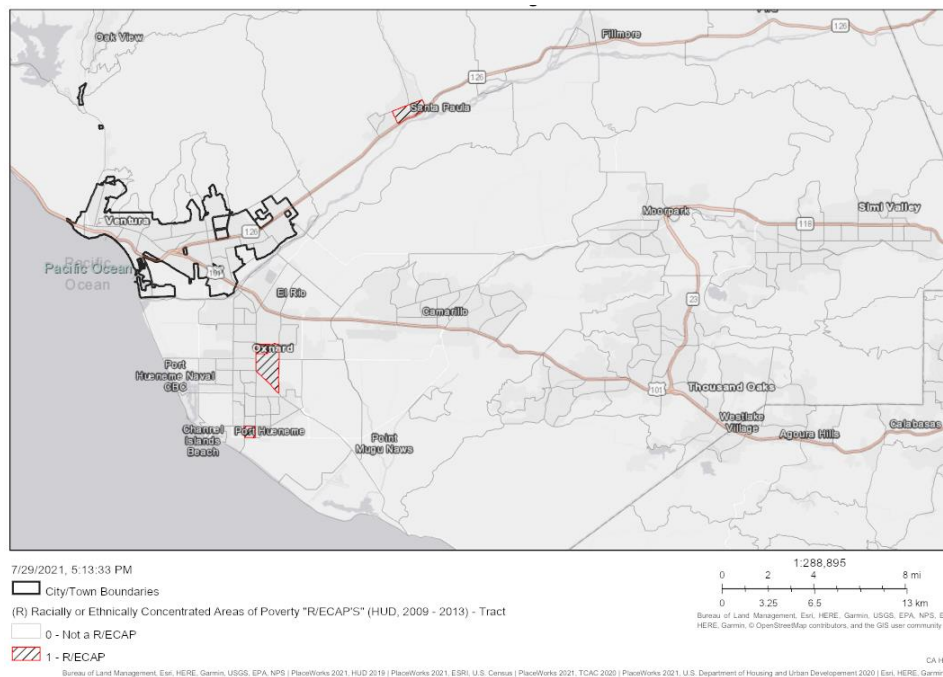 Oak View
Fillmore
126
126
Santa Paula
Ventura
126
Moorpark
Simi Valley
118
Pacific Ocean
Pacific
Ocean
101
El Rio
Camarillo
23
Oxnard
Port
Hueneme Naval
CBC
101
Thousand Oaks
Westlake
Village
Agoura Hills
Calabasas
Channel
Islands
Beach
Port Hueneme
Point
Mugu Naws
7/29/2021, 5:13:33 PM
City/Town Boundaries
(R) Racially or Ethnically Concentrated Areas of Poverty "R/ECAP'S" (HUD, 2009 - 2013) - Tract
0 - Not a R/ECAP
1 - R/ECAP
1:288,895
0 2 4 8 mi
0 3.25 6.5 13 km
Bureau of Land Management, Esri, HERE, Garmin, USGS, EPA, NPS, E
HERE, Garmin, © OpenStreetMap contributors, and the GIS user community
CA H
Bureau of Land Management, Esri, HERE, Garmin, USGS, EPA, NPS | PlaceWorks 2021, HUD 2019 | PlaceWorks 2021, ESRI, U.S. Census | PlaceWorks 2021, TCAC 2020 | PlaceWorks 2021, U.S. Department of Housing and Urban Development 2020 | Esri, HERE, Garmin